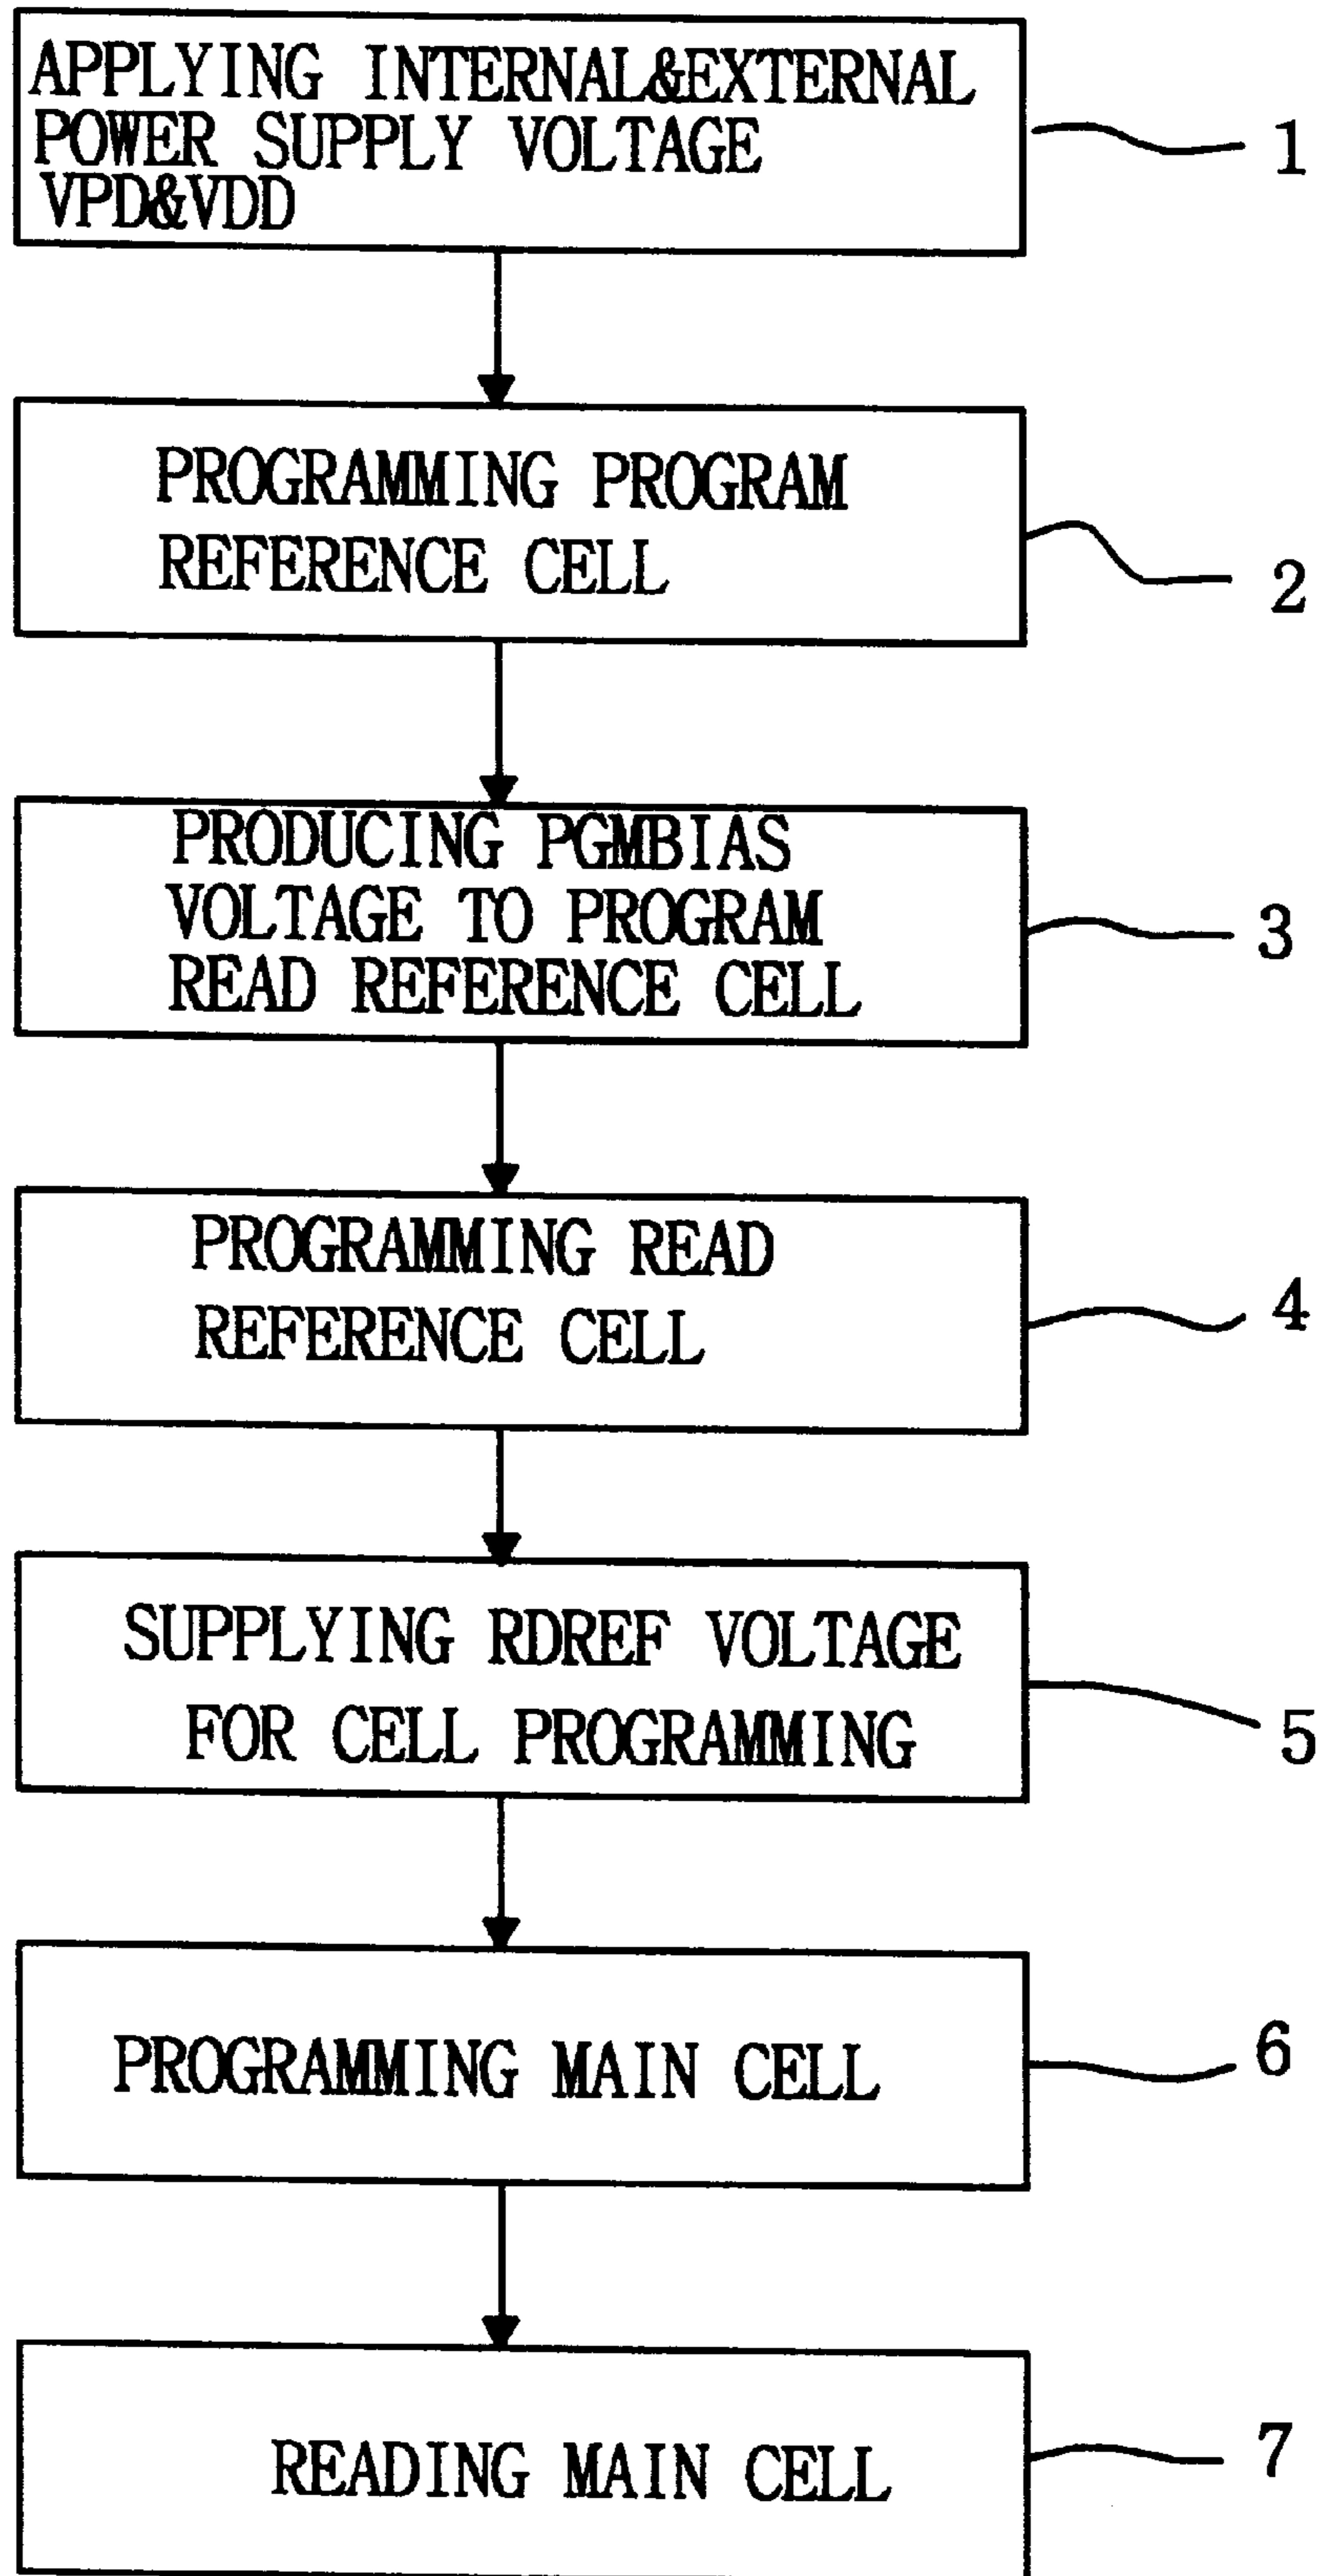 APPLYING INTERNAL&EXTERNAL
POWER SUPPLY VOLTAGE
VPD&VDD
1
PROGRAMMING PROGRAM
REFERENCE CELL
2
PRODUCING PGMBIAS
VOLTAGE TO PROGRAM
READ REFERENCE CELL
3
PROGRAMMING READ
REFERENCE CELL
4
SUPPLYING RDREF VOLTAGE
FOR CELL PROGRAMMING
5
PROGRAMMING MAIN CELL
6
READING MAIN CELL
7